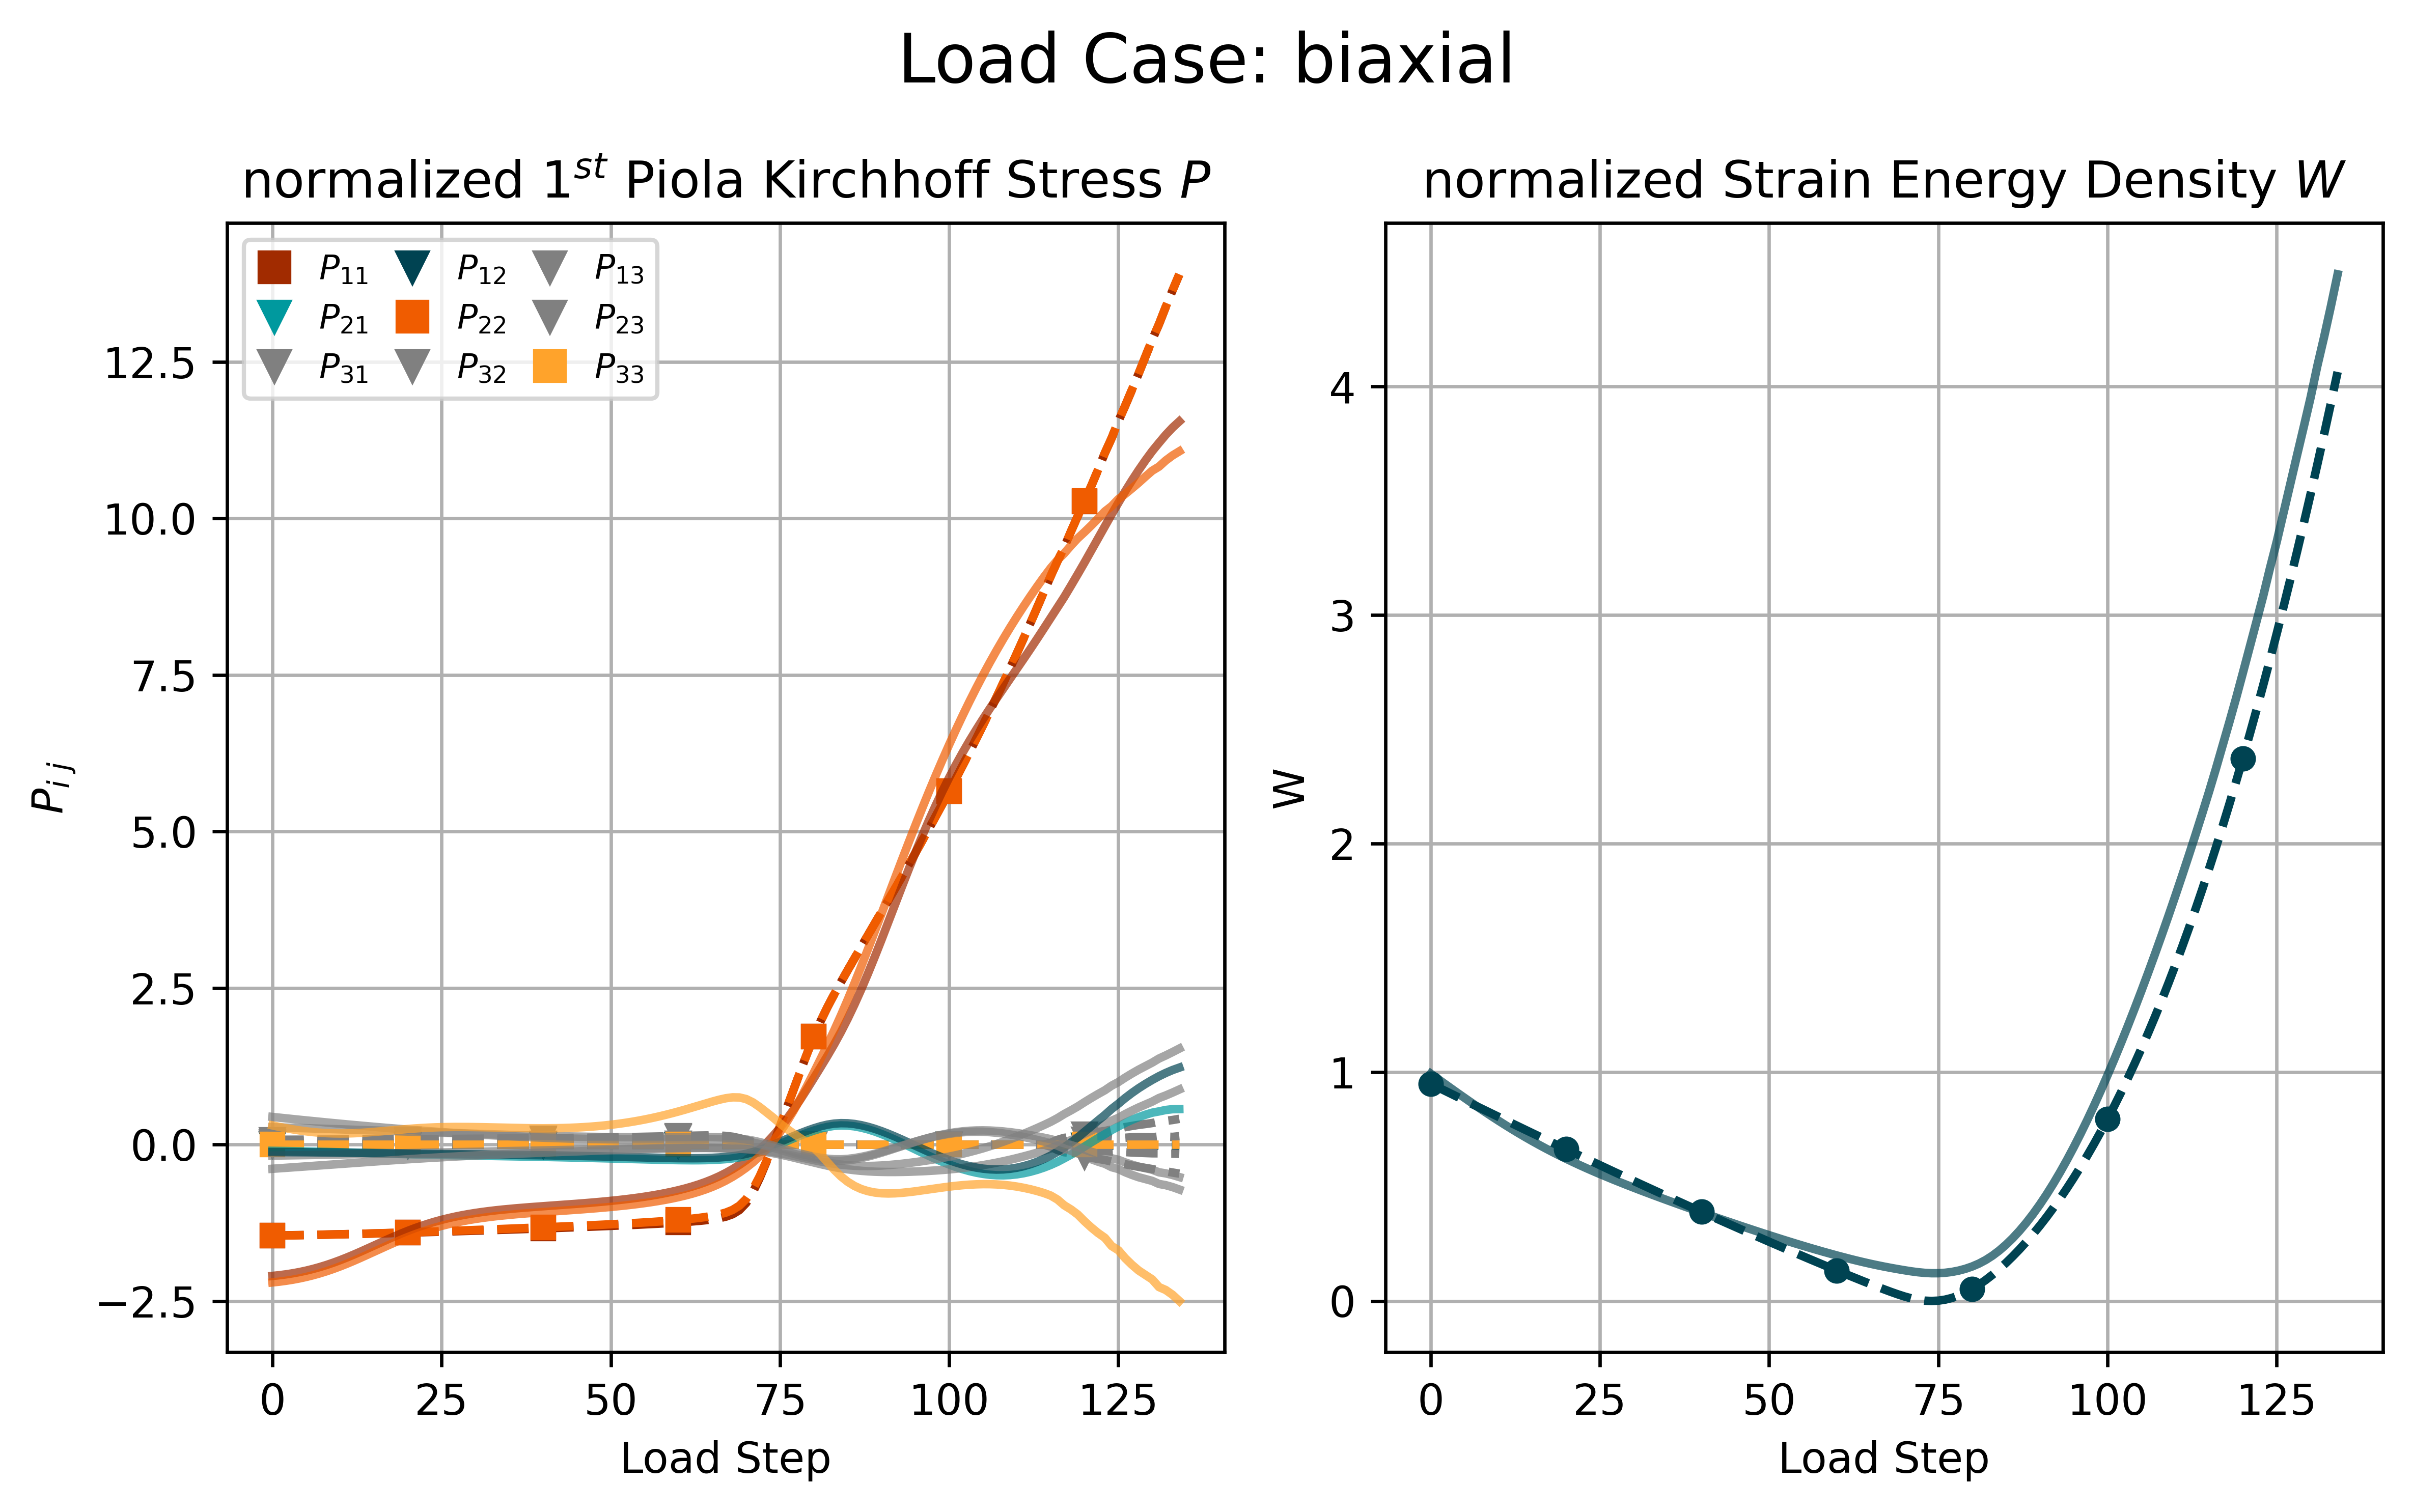 Load Case: biaxial
normalized 1st Piola Kirchhoff Stress P
normalized Strain Energy Density W
P11 P12 P13
P21 P22 P23
P31 P32 P33
12.5
10.0
7.5
5.0
2.5
0.0
−2.5
Pi j
0 25 50 75 100 125
Load Step
4
3
2
1
0
W
0 25 50 75 100 125
Load Step